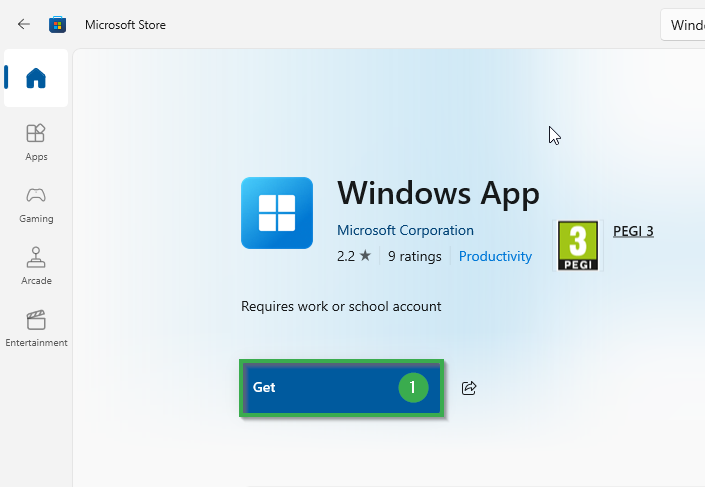 Microsoft Store
Wind
Apps
Gaming
Arcade
Entertainment
Windows App
Microsoft Corporation
2.2 ★ 9 ratings Productivity
3
PEGI
PEGI 3
Requires work or school account
Get 1